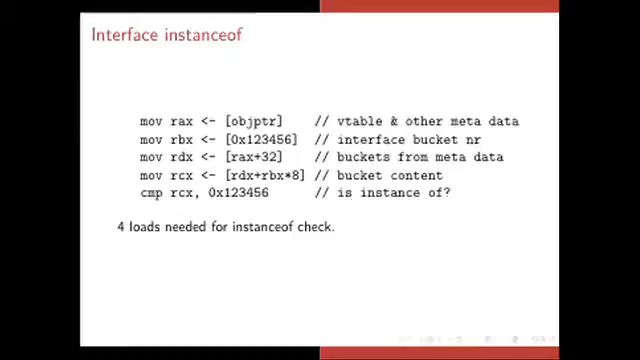 Interface instanceof
mov rax <- [objptr] // vtable & other meta data
mov rbx <- [0x123456] // interface bucket nr
mov rdx <- [rax+32] // buckets from meta data
mov rcx <- [rdx+rbx*8] // bucket content
cmp rcx, 0x123456 // is instance of?
4 loads needed for instanceof check.